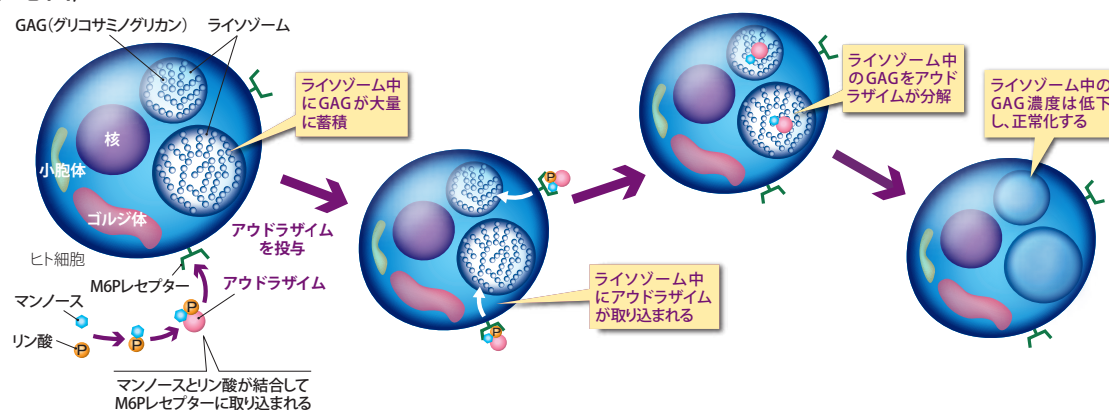 GAG（グリコサミノグリカン）
ライソゾーム
ライソゾーム中
にGAGが大量
に蓄積
核
小胞体
ゴルジ体
ヒト細胞
M6Pレセプター
アウドラザイム
を投与
アウドラザイム
マンノース
リン酸
P
P
P
マンノースとリン酸が結合して
M6Pレセプターに取り込まれる
P
P
ライソゾーム中
にアウドラザイム
が取り込まれる
ライソゾーム中
のGAGをアウド
ラザイムが分解
ライソゾーム中の
GAG濃度は低下
し、正常化する